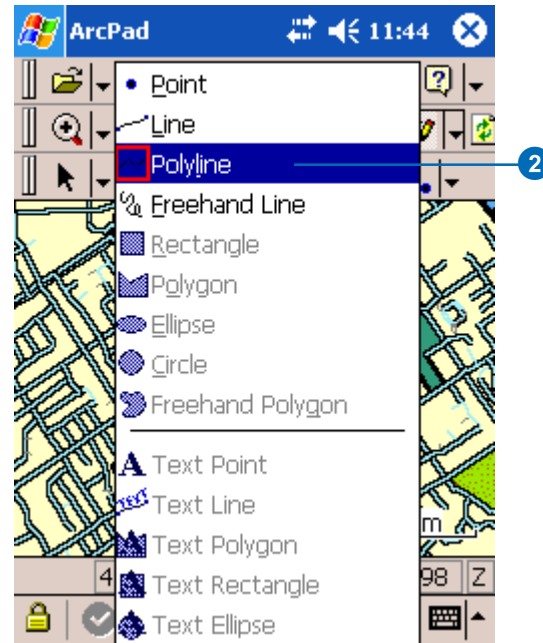 ArcPad 11:44
Point
Line
Polyline
2
Freehand Line
Rectangle
Polygon
Ellipse
Circle
Freehand Polygon
A Text Point
TEXT Text Line
m
Text Polygon
4
98 Z
Text Rectangle
Text Ellipse